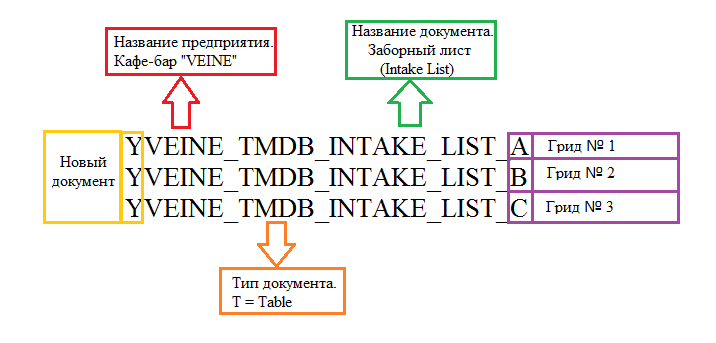 Название предприятия.
Кафе-бар "VEINE"
Название документа.
Заборный лист
(Intake List)
Новый
документ
YVEINE_TMDB_INTAKE_LIST_A
Грид № 1
YVEINE_TMDB_INTAKE_LIST_B
Грид № 2
YVEINE_TMDB_INTAKE_LIST_C
Грид № 3
Тип документа.
T = Table